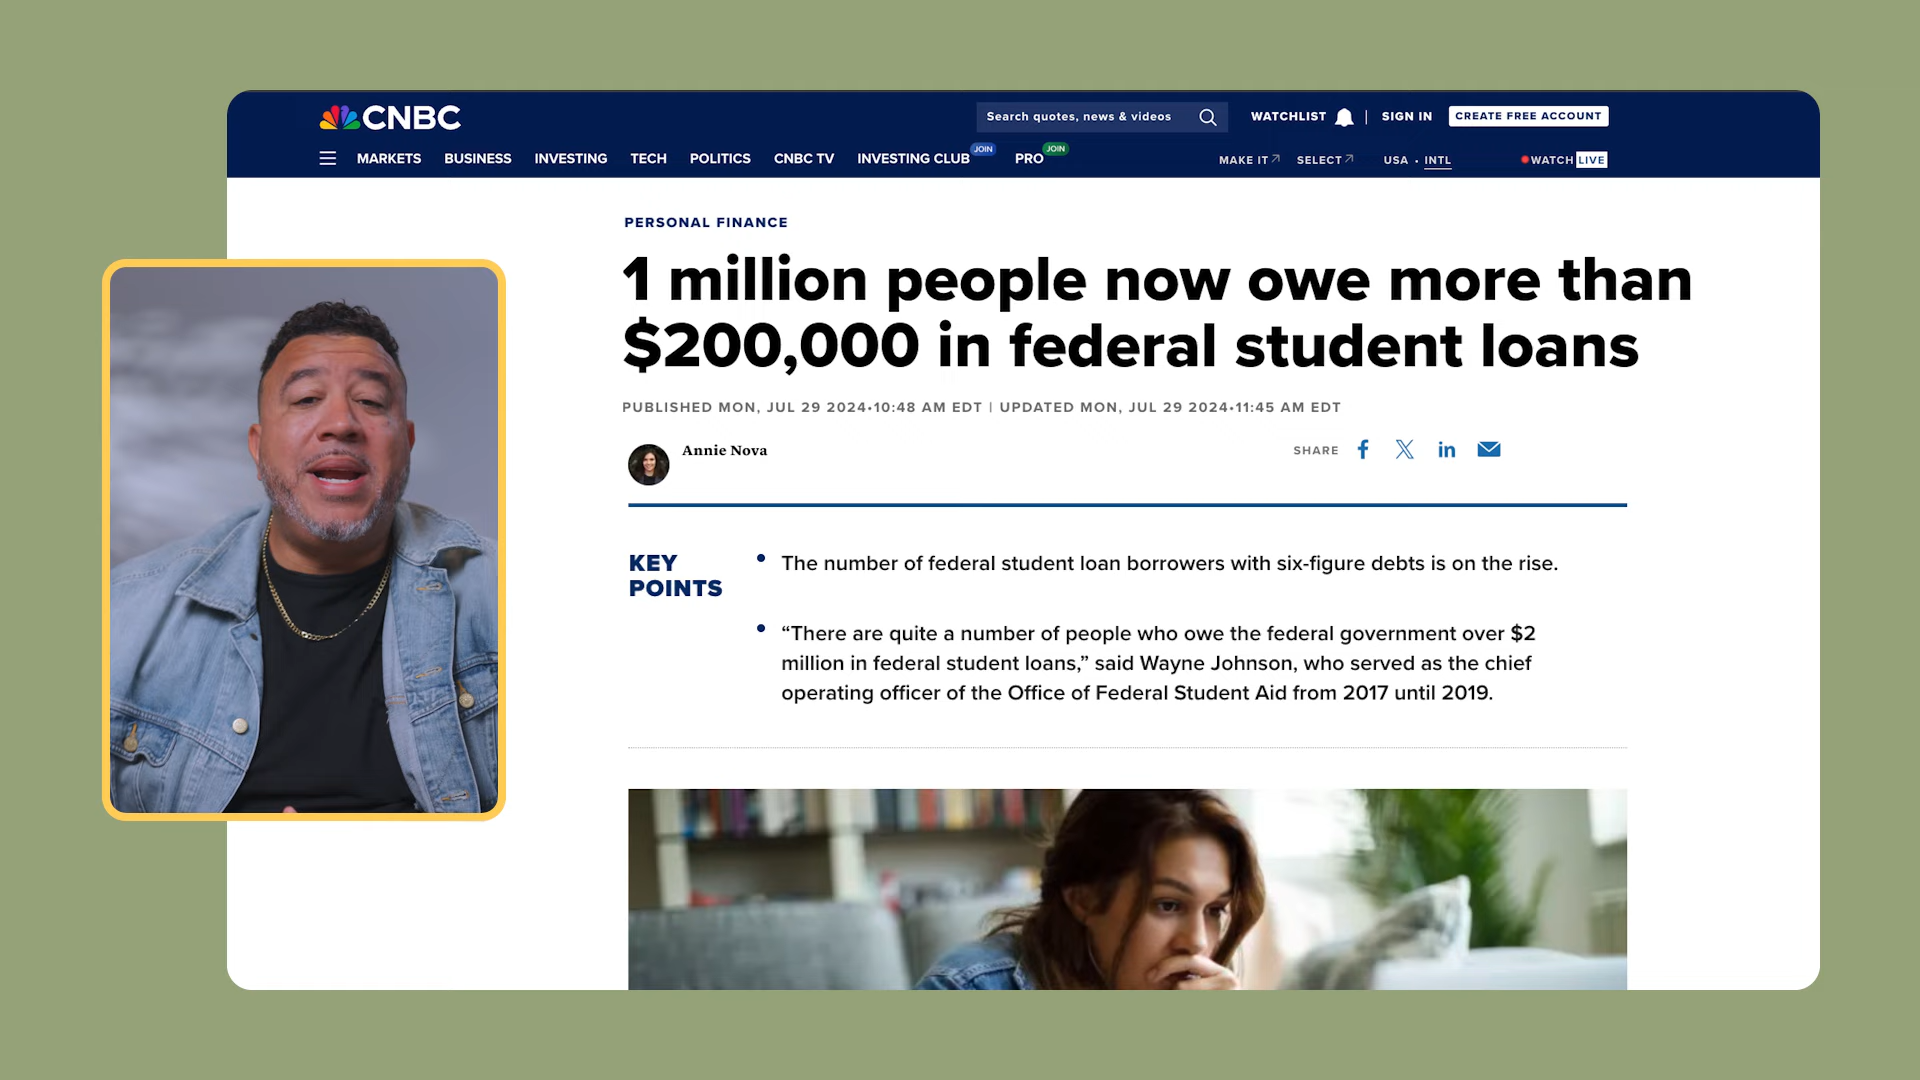 CNBC
Search quotes, news & videos
WATCHLIST | SIGN IN CREATE FREE ACCOUNT
MARKETS BUSINESS INVESTING TECH POLITICS CNBC TV INVESTING CLUB JOIN PRO JOIN MAKE IT SELECT USA • INTL WATCH LIVE
PERSONAL FINANCE
1 million people now owe more than
$200,000 in federal student loans
PUBLISHED MON, JUL 29 2024•10:48 AM EDT | UPDATED MON, JUL 29 2024•11:45 AM EDT
Annie Nova
SHARE
KEY
POINTS
• The number of federal student loan borrowers with six-figure debts is on the rise.
• “There are quite a number of people who owe the federal government over $2
million in federal student loans,” said Wayne Johnson, who served as the chief
operating officer of the Office of Federal Student Aid from 2017 until 2019.